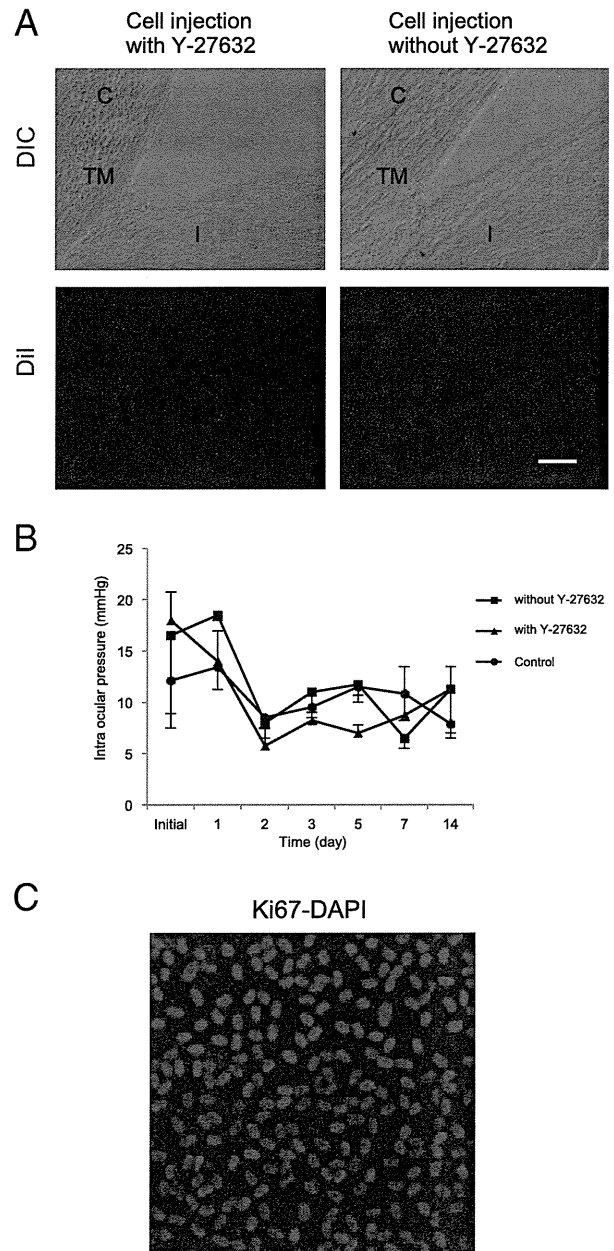 A
Cell injection
with Y-27632
Cell injection
without Y-27632
DIC
C
TM
I
C
TM
I
DiI
B
Intra ocular pressure (mmHg)
25
20
15
10
5
0
Initial 1 2 3 5 7 14
Time (day)
without Y-27632
with Y-27632
Control
C
Ki67-DAPI